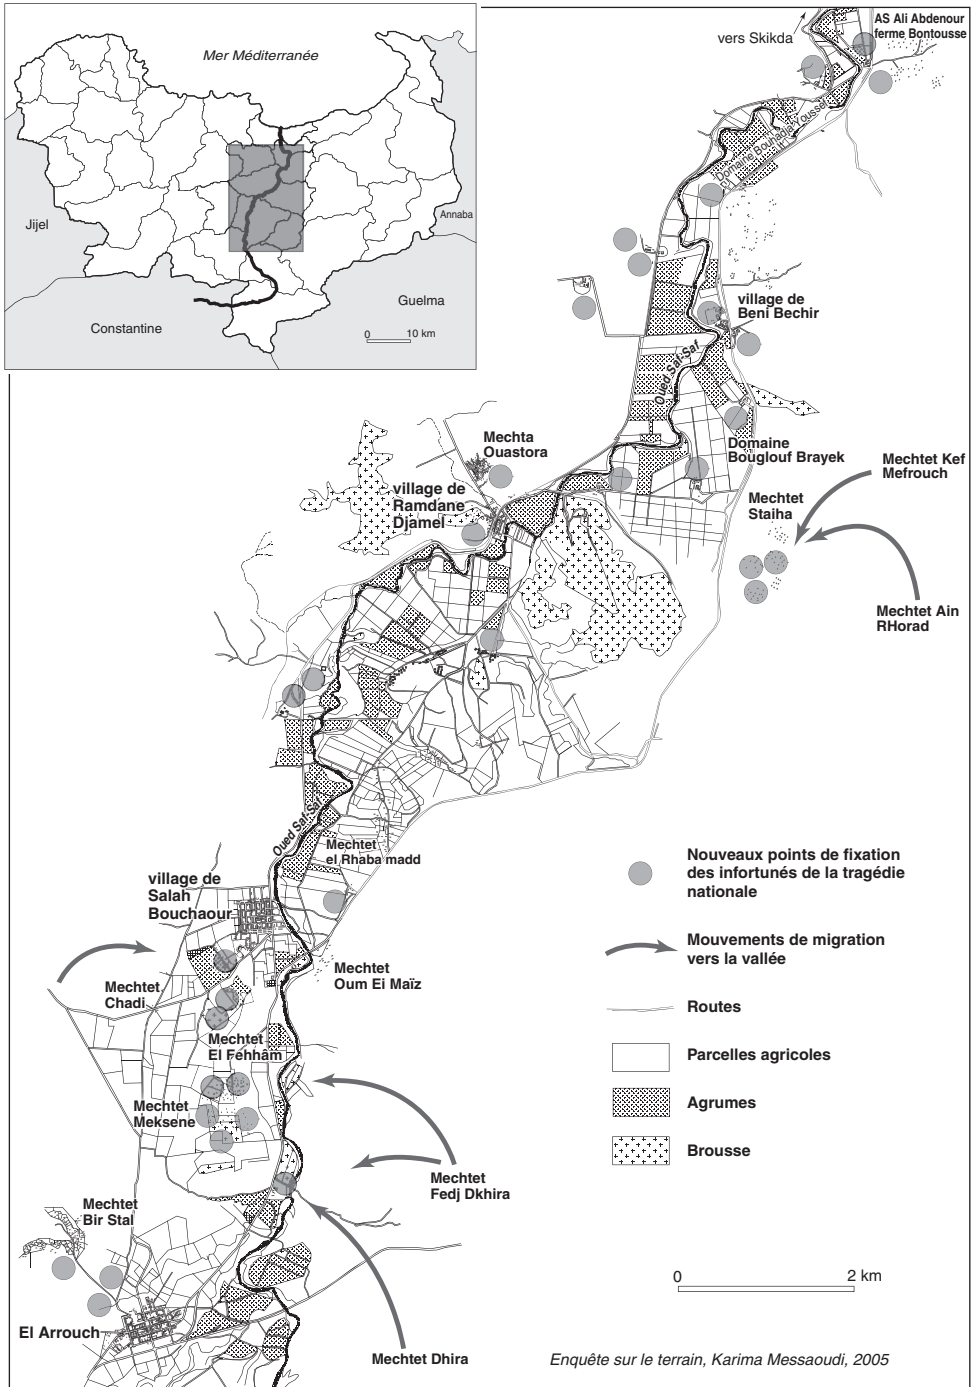 Mer Méditerranée
Jijel
Annaba
Constantine
Guelma
0 10 km
vers Skikda
AS Ali Abdenour
ferme Bontousse
Domaine Bouhadja Youssef
village de
Beni Bechir
Oued Saf-Saf
Domaine
Bouglouf Brayek
Mechtet Kef
Mefrouch
Mechtet
Staiha
Mechtet Ain
RHorad
Mechta
Ouastora
village de
Ramdane
Djamel
Oued Saf-Saf
Mechtet
el Rhaba madd
village de
Salah
Bouchaour
Mechtet
Oum Ei Maïz
Mechtet
Chadi
Mechtet
El Fehhâm
Mechtet
Meksene
Mechtet
Fedj Dkhira
Mechtet
Bir Stal
El Arrouch
Mechtet Dhira
Nouveaux points de fixation
des infortunés de la tragédie
nationale
Mouvements de migration
vers la vallée
Routes
Parcelles agricoles
Agrumes
Brousse
0 2 km
Enquête sur le terrain, Karima Messaoudi, 2005